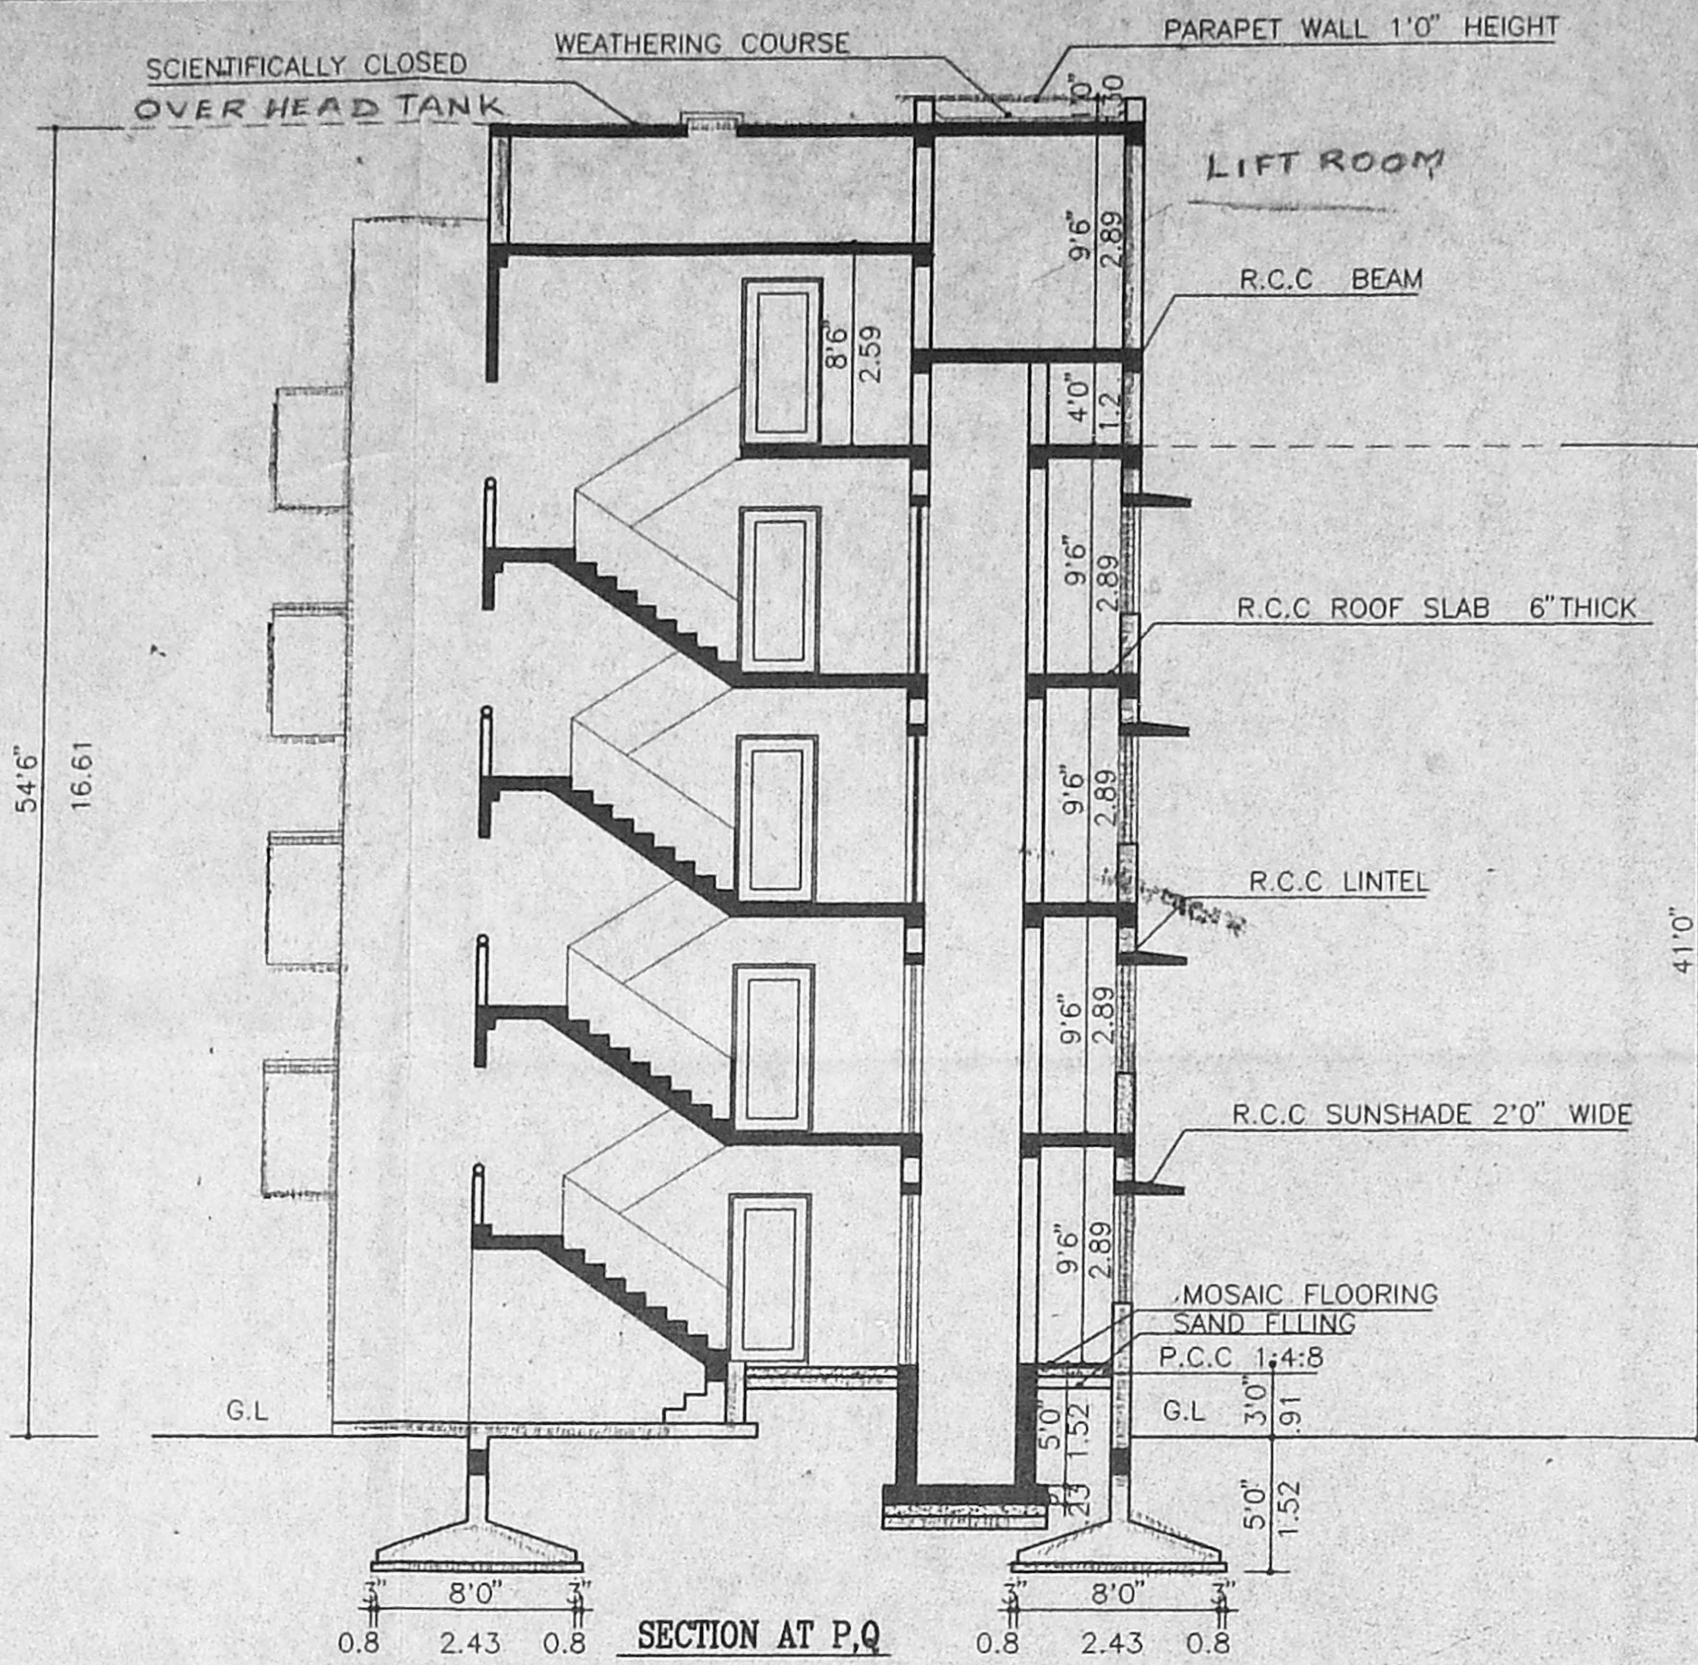 WEATHERING COURSE
PARAPET WALL 1'0" HEIGHT
SCIENTIFICALLY CLOSED
OVER HEAD TANK
1'0"
30
LIFT ROOM
9'6"
2.89
R.C.C BEAM
8'6"
2.59
4'0"
1.2
9'6"
2.89
R.C.C ROOF SLAB 6" THICK
54'6"
16.61
9'6"
2.89
R.C.C LINTEL
41'0"
9'6"
2.89
R.C.C SUNSHADE 2'0" WIDE
9'6"
2.89
MOSAIC FLOORING
SAND FLLING
P.C.C 1:4:8
G.L
G.L
3'0"
.91
5'0"
1.52
.23
5'0"
1.52
3" 8'0" 3"
0.8 2.43 0.8
3" 8'0" 3"
0.8 2.43 0.8
SECTION AT P,Q